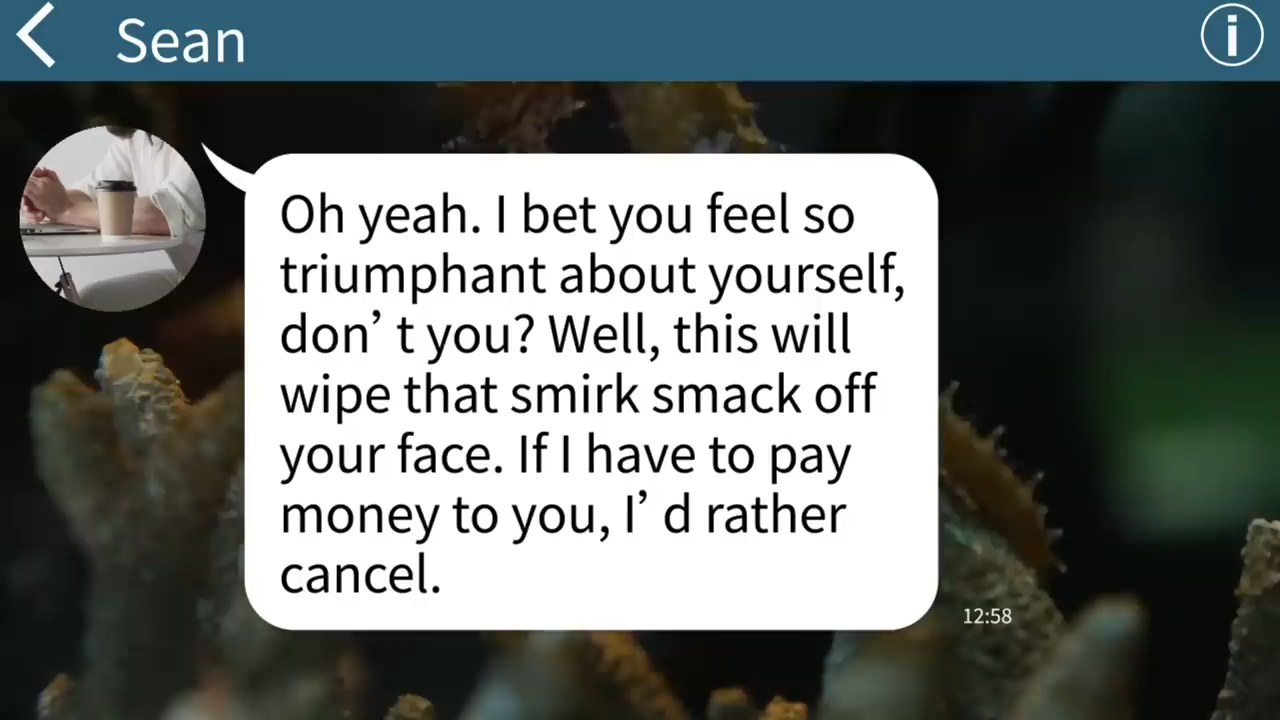 Sean
Oh yeah. I bet you feel so
triumphant about yourself,
don’ t you? Well, this will
wipe that smirk smack off
your face. If I have to pay
money to you, I’ d rather
cancel.
12:58